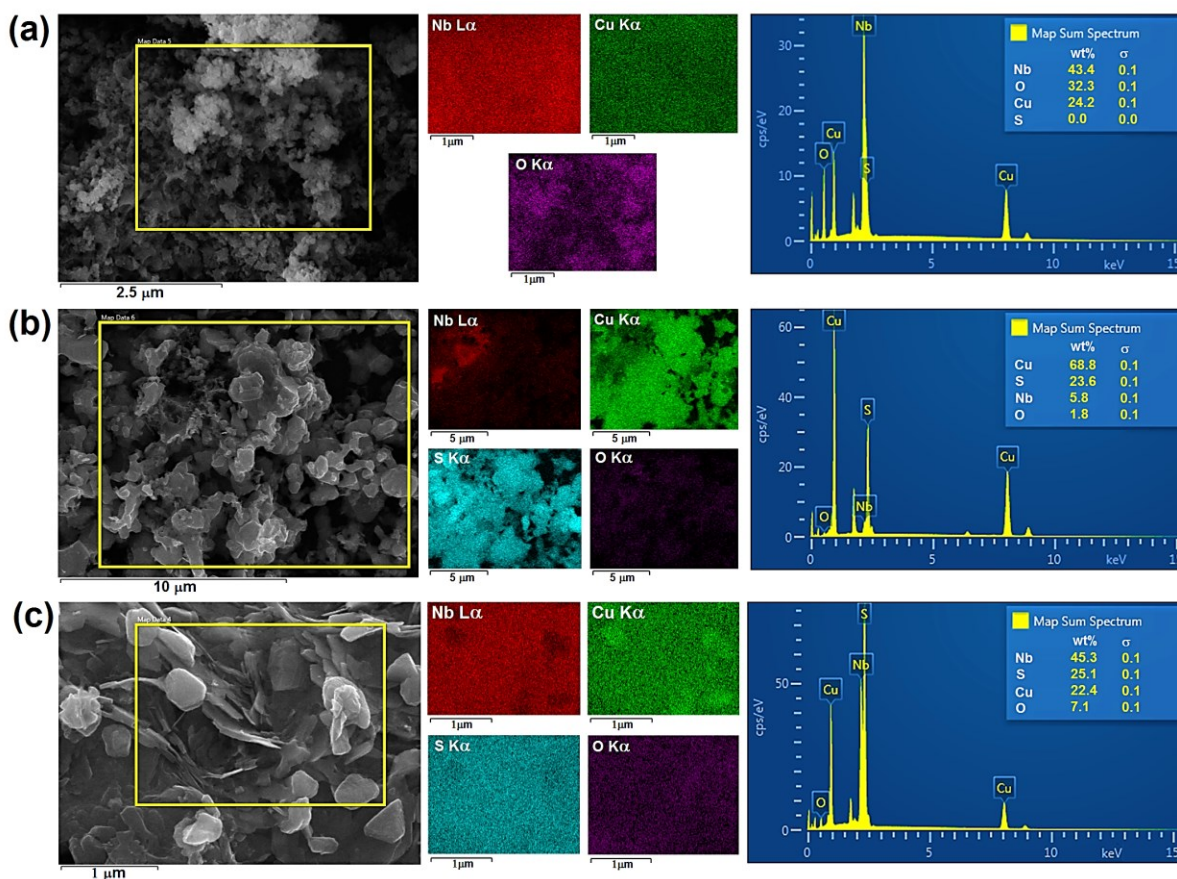 (a)
Map Data 5
2.5 μm
Nb Lα
1μm
Cu Kα
1μm
O Kα
1μm
cps/eV
30
20
10
0
O
Cu
Nb
S
Cu
0
5
10
15
keV
Map Sum Spectrum
wt% σ
Nb 43.4 0.1
O 32.3 0.1
Cu 24.2 0.1
S 0.0 0.0
(b)
Map Data 6
10 μm
Nb Lα
5 μm
Cu Kα
5 μm
S Kα
5 μm
O Kα
5 μm
cps/eV
60
40
20
0
O
Cu
Nb
S
Cu
0
5
10
15
keV
Map Sum Spectrum
wt% σ
Cu 68.8 0.1
S 23.6 0.1
Nb 5.8 0.1
O 1.8 0.1
(c)
Map Data 4
1 μm
Nb Lα
1μm
Cu Kα
1μm
S Kα
1μm
O Kα
1μm
cps/eV
50
0
O
Cu
Nb
S
Cu
0
5
10
15
keV
Map Sum Spectrum
wt% σ
Nb 45.3 0.1
S 25.1 0.1
Cu 22.4 0.1
O 7.1 0.1